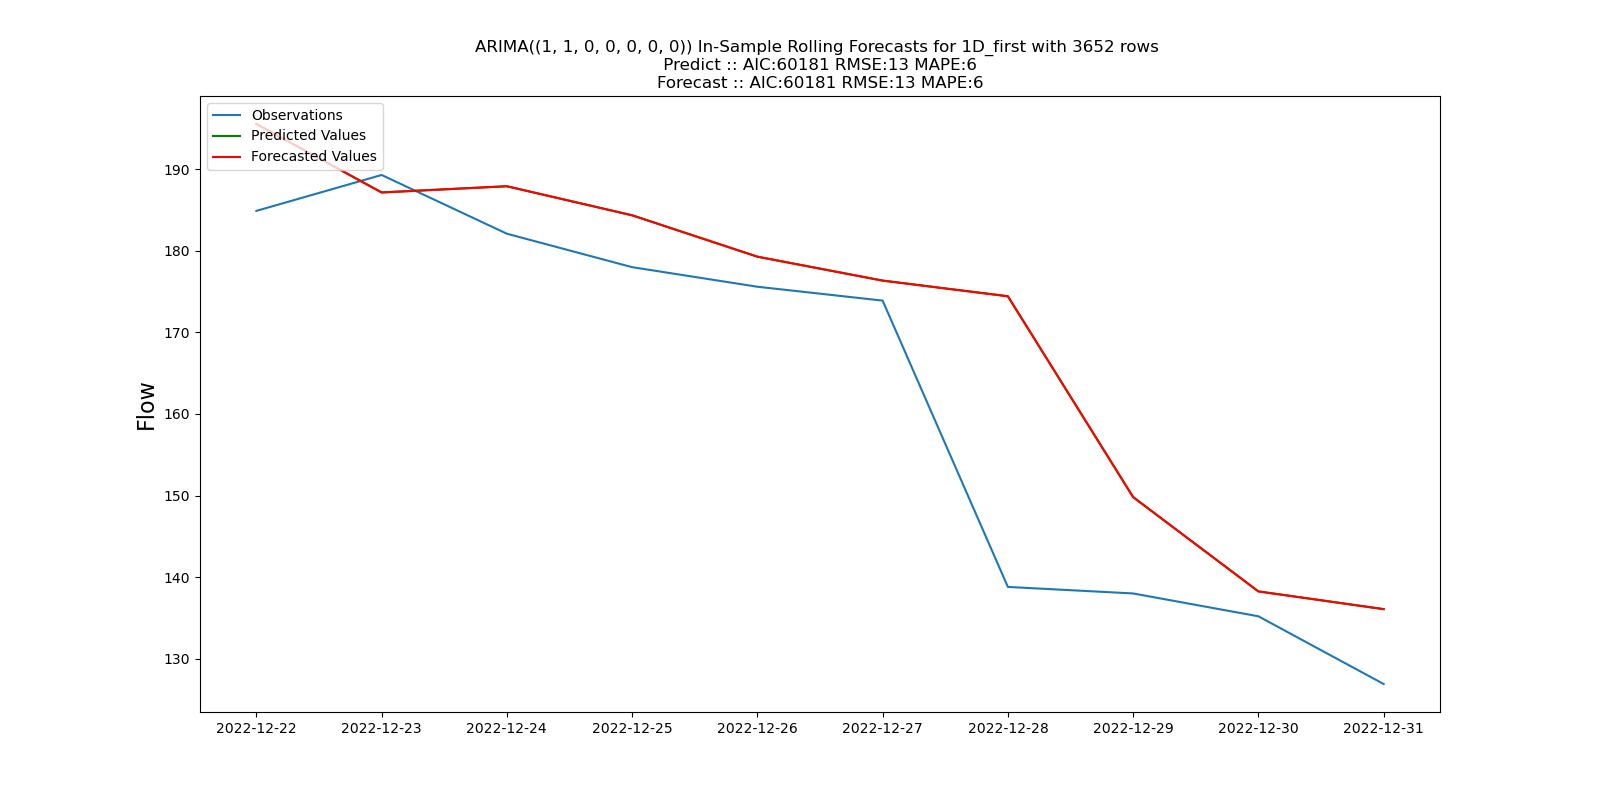 ARIMA((1, 1, 0, 0, 0, 0, 0)) In-Sample Rolling Forecasts for 1D_first with 3652 rows
Predict :: AIC:60181 RMSE:13 MAPE:6
Forecast :: AIC:60181 RMSE:13 MAPE:6
Observations
Predicted Values
Forecasted Values
190
180
170
160
150
140
130
Flow
2022-12-22 2022-12-23 2022-12-24 2022-12-25 2022-12-26 2022-12-27 2022-12-28 2022-12-29 2022-12-30 2022-12-31